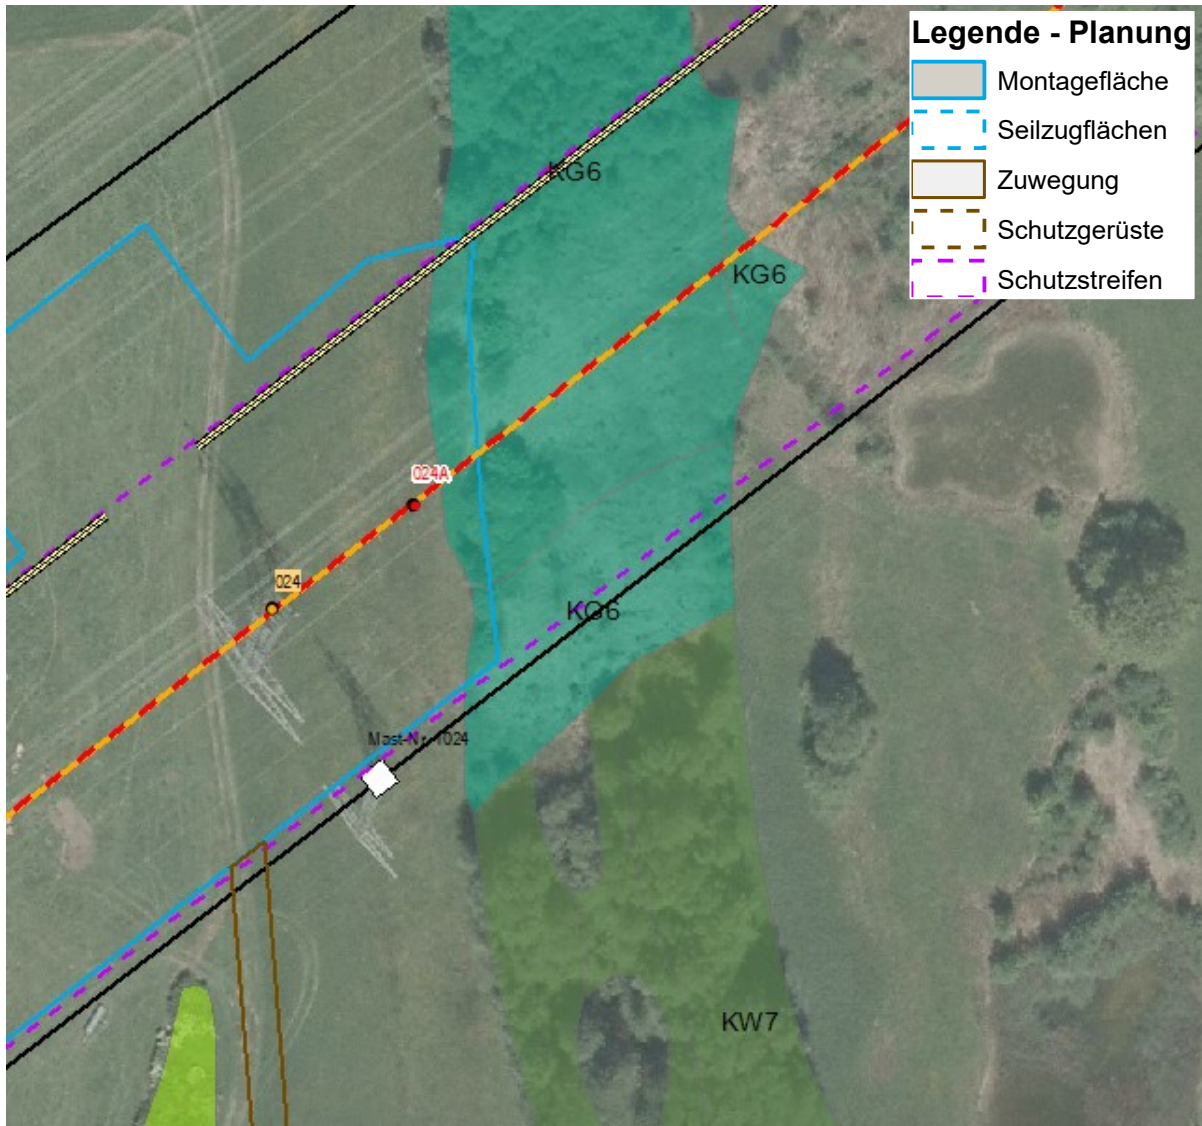 Legende - Planung
Montagefläche
Seilzugflächen
Zuwegung
Schutzgerüste
Schutzstreifen
KG6
KG6
024A
024
KG6
Mast-Nr. 1024
KW7